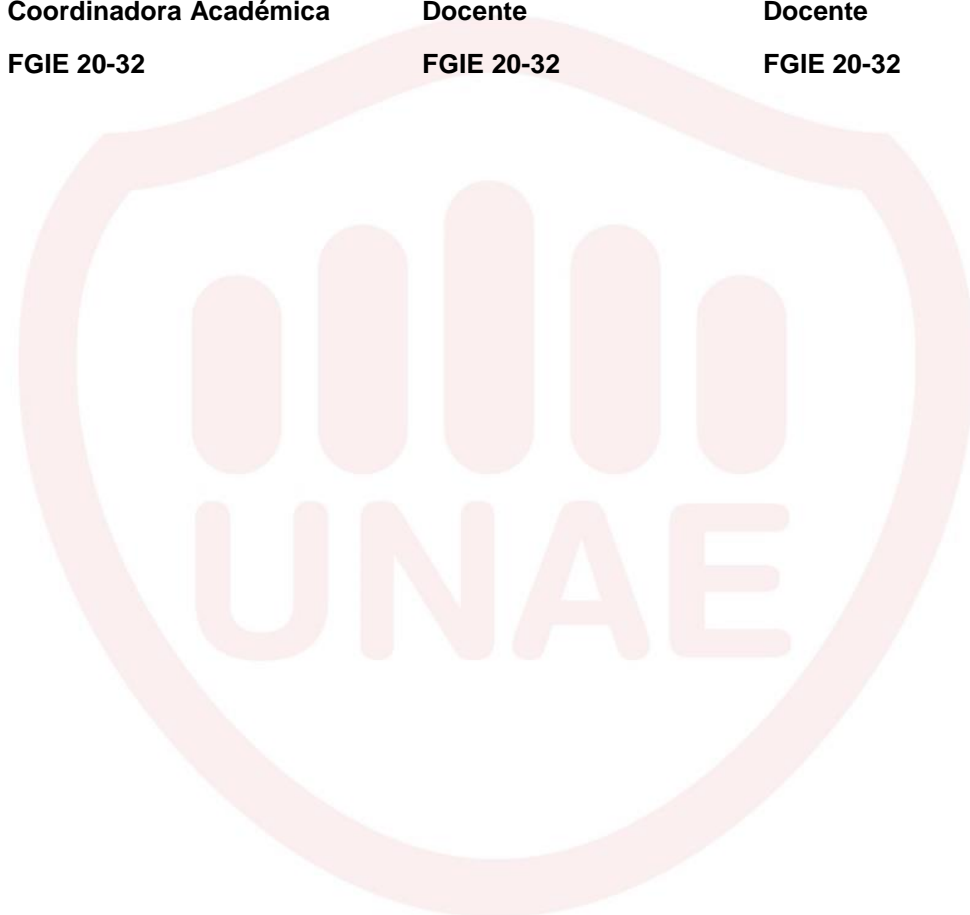 Coordinadora Académica Docente Docente
FGIE 20-32 FGIE 20-32 FGIE 20-32
UNAE